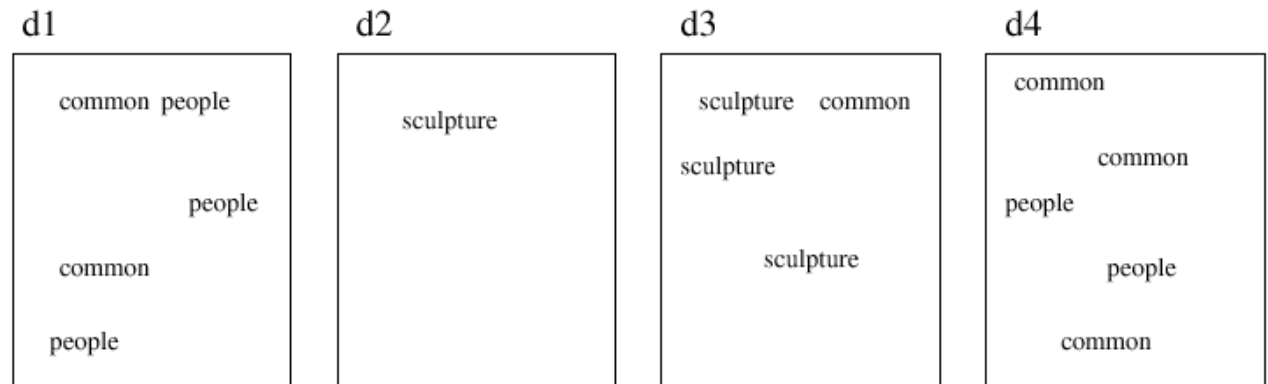 d1
common people
people
common
people
d2
sculpture
d3
sculpture common
sculpture
sculpture
d4
common
common
people
people
common